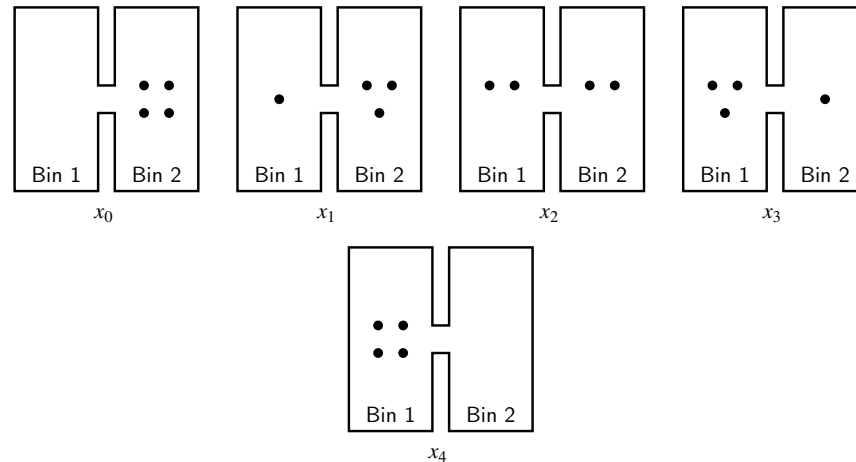 Bin 1 Bin 2 Bin 1 Bin 2 Bin 1 Bin 2 Bin 1 Bin 2
x₀ x₁ x₂ x₃
Bin 1 Bin 2
x₄